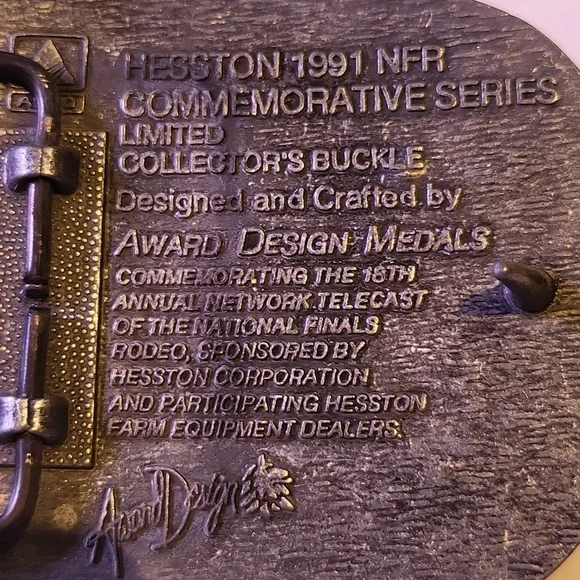 HESSTON 1991 NFR
COMMEMORATIVE SERIES
LIMITED
COLLECTOR'S BUCKLE
Designed and Crafted by
AWARD DESIGN MEDALS
COMMEMORATING THE 18TH
ANNUAL NETWORK TELECAST
OF THE NATIONAL FINALS
RODEO, SPONSORED BY
HESSTON CORPORATION
AND PARTICIPATING HESSTON
FARM EQUIPMENT DEALERS.
Award Design